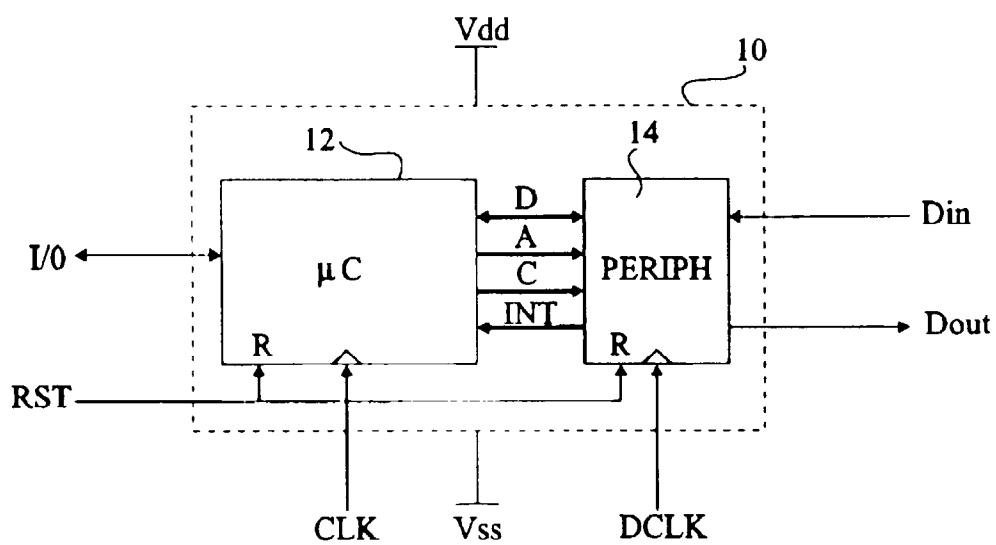 Vdd
10
12
14
D
Din
A
I/0
μC
PERIPH
C
INT
Dout
R
R
RST
CLK
Vss
DCLK